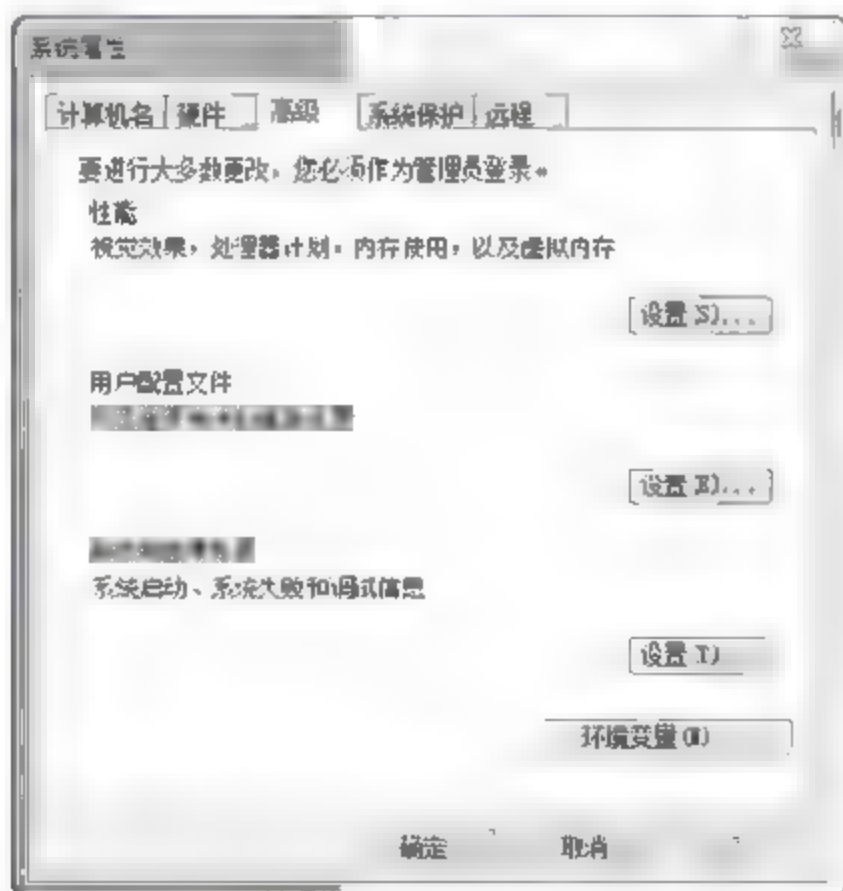 系统属性
计算机名 硬件 高级 系统保护 远程
要进行大多数更改，您必须作为管理员登录。
性能
视觉效果，处理器计划，内存使用，以及虚拟内存
设置(S)...
用户配置文件
设置(E)...
系统启动、系统失败和调试信息
设置(T)
环境变量(N)
确定 取消